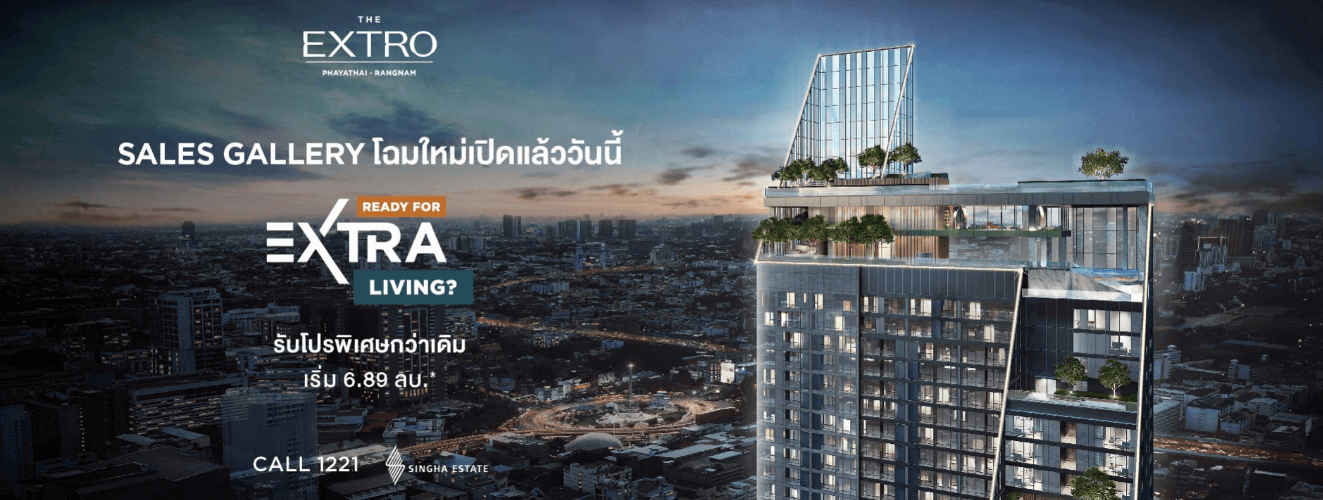 THE
EXTRO
PHAYATHAI - RANGNAM
SALES GALLERY โฉมใหม่เปิดแล้ววันนี้
READY FOR
EXTRA
LIVING?
รับโปรพิเศษกว่าเดิม
เริ่ม 6.89 ลบ.*
CALL 1221 SINGHA ESTATE